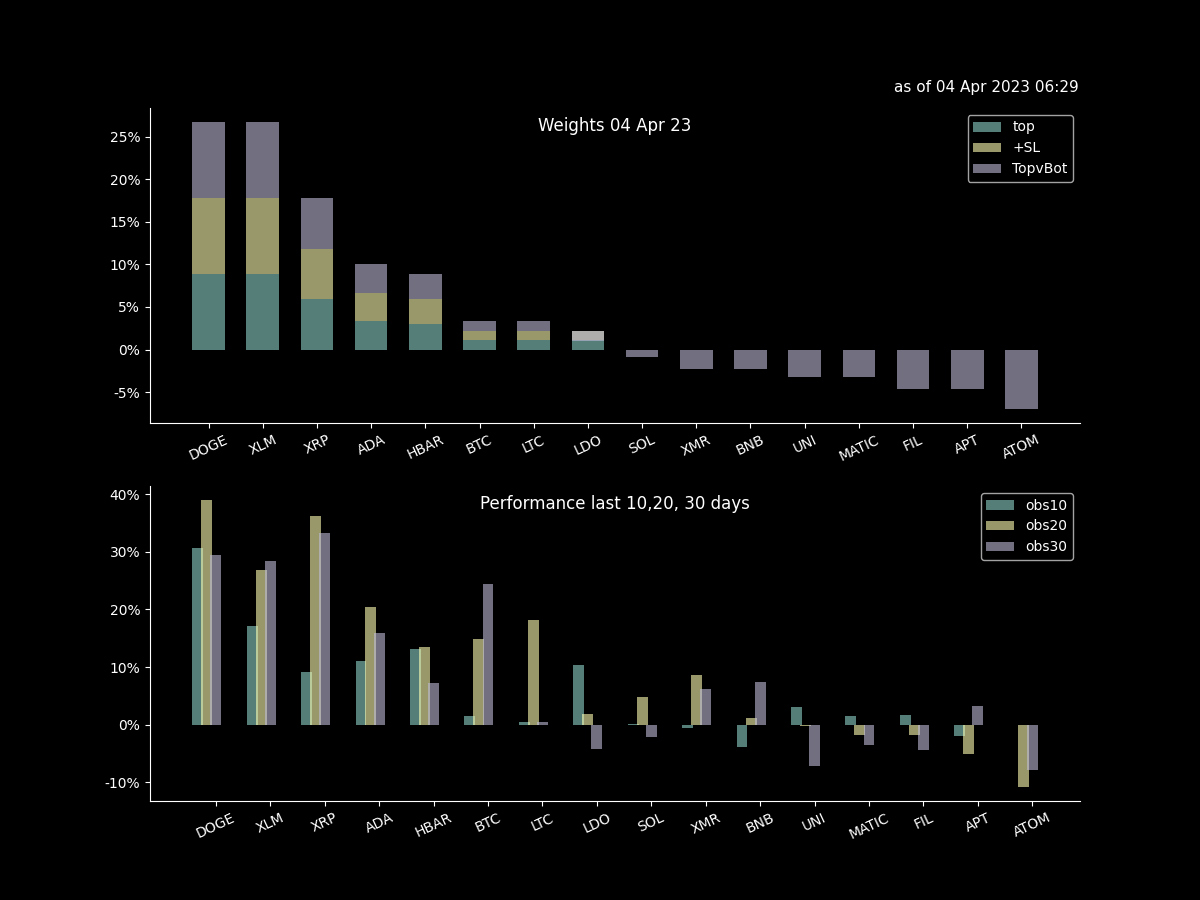 as of 04 Apr 2023 06:29
Weights 04 Apr 23
top
+SL
TopvBot
25%
20%
15%
10%
5%
0%
-5%
DOGE XLM XRP ADA HBAR BTC LTC LDO SOL XMR BNB UNI MATIC FIL APT ATOM
Performance last 10,20, 30 days
obs10
obs20
obs30
40%
30%
20%
10%
0%
-10%
DOGE XLM XRP ADA HBAR BTC LTC LDO SOL XMR BNB UNI MATIC FIL APT ATOM